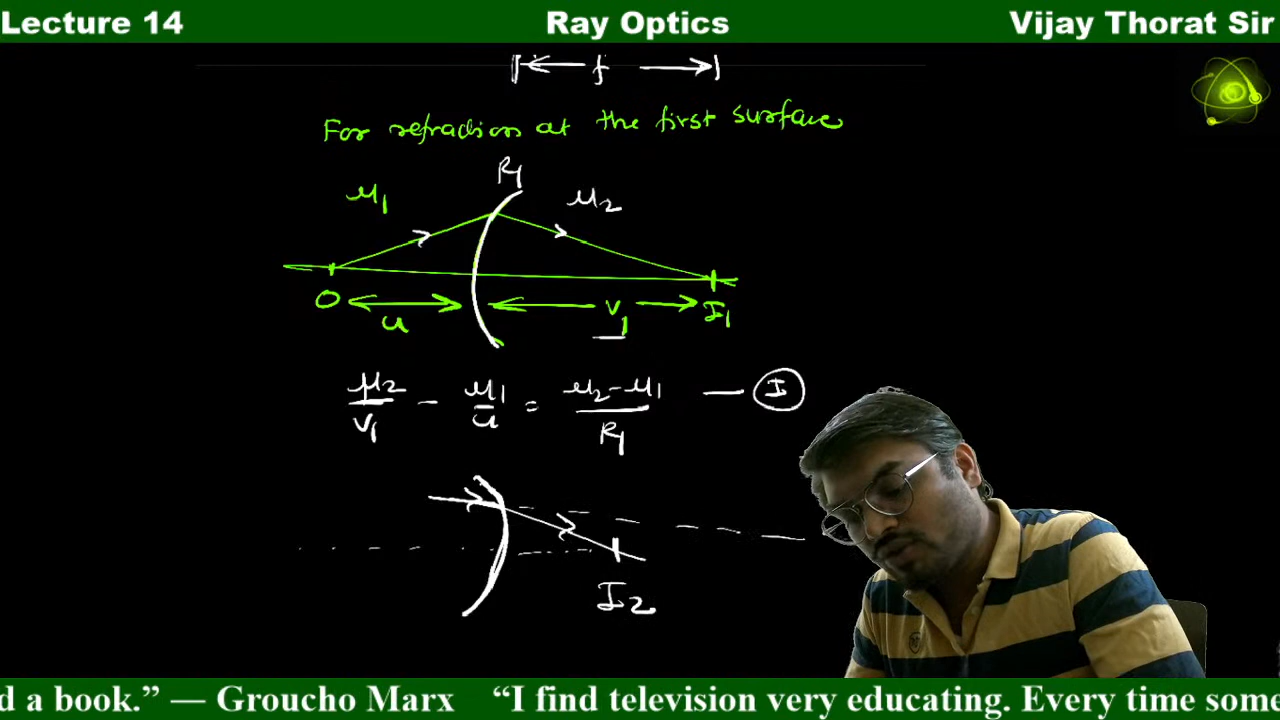 Lecture 14 Ray Optics Vijay Thorat Sir
f
For refraction at the first surface
R1
μ1 μ2
O u v1 I1
μ2/v1 - μ1/u = (μ2-μ1)/R1 — I
I2
d a book.” — Groucho Marx “I find television very educating. Every time some